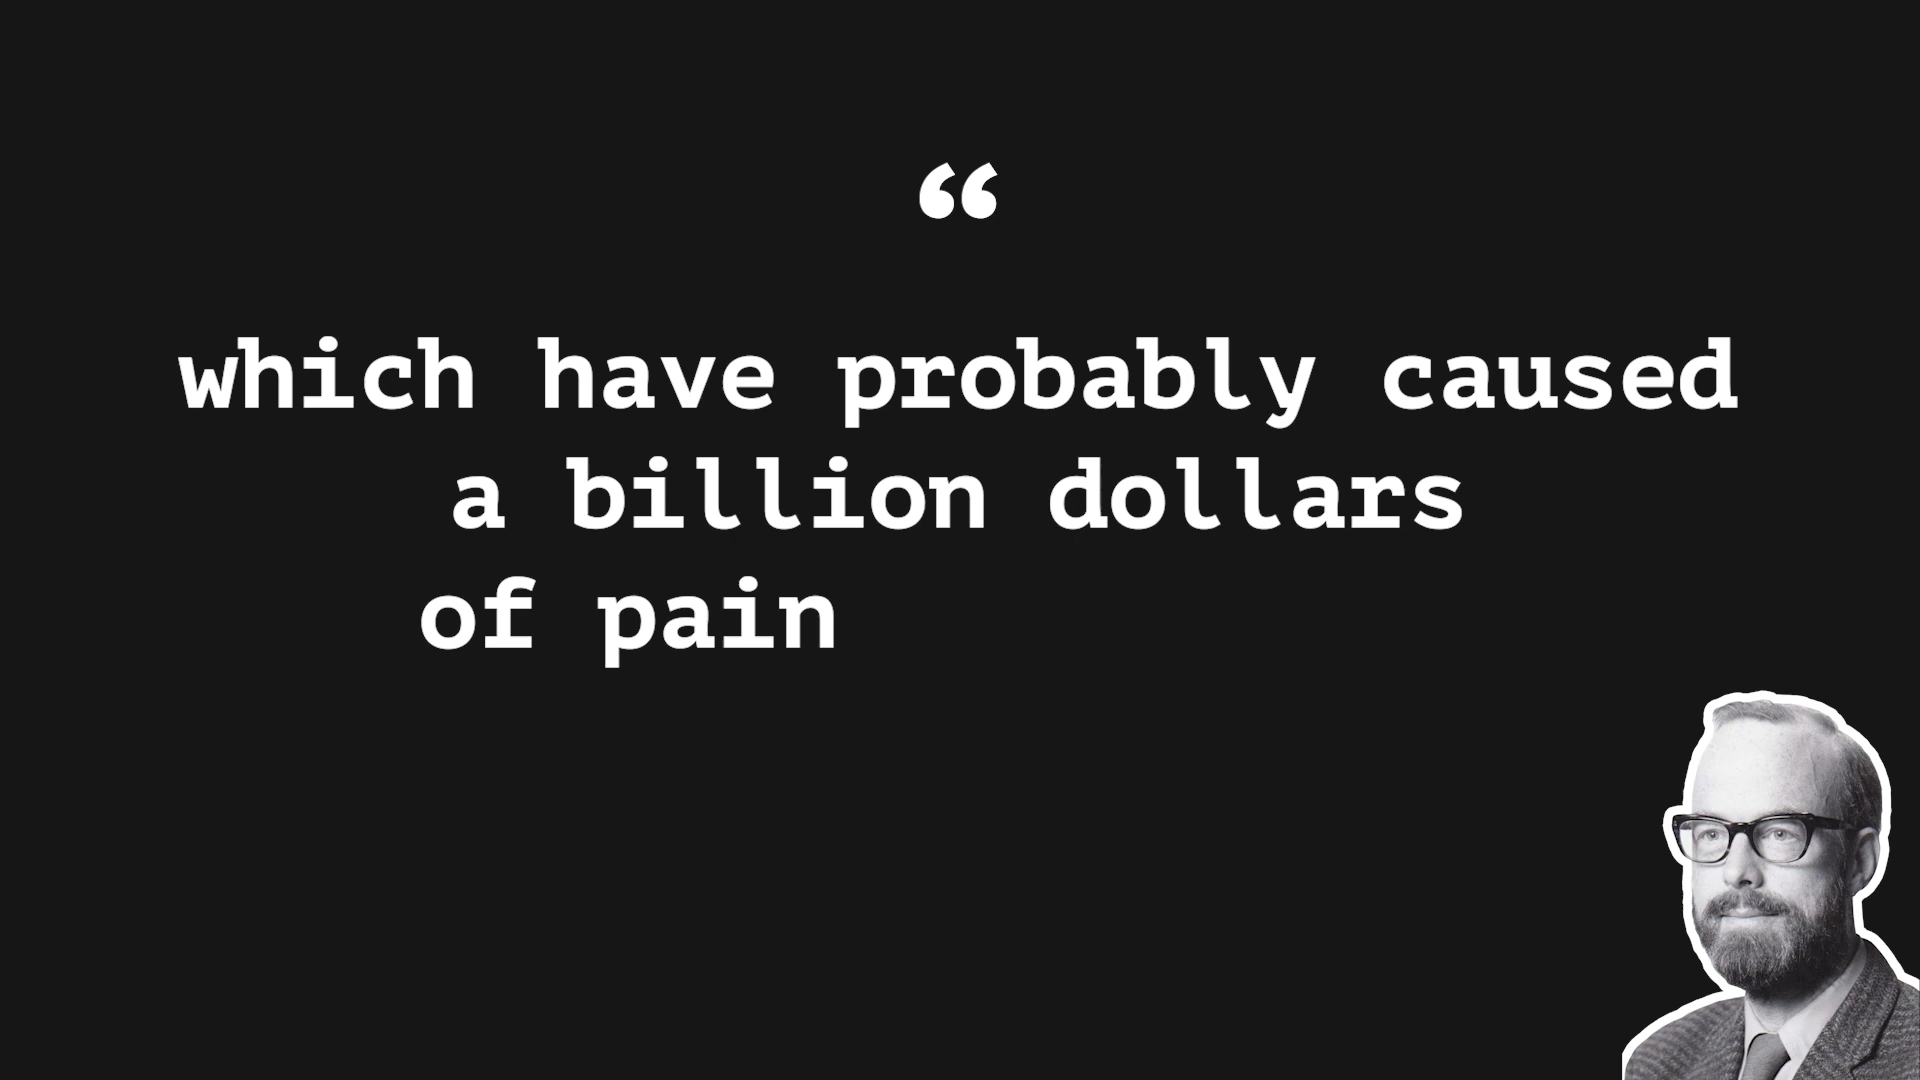 “
which have probably caused
a billion dollars
of pain